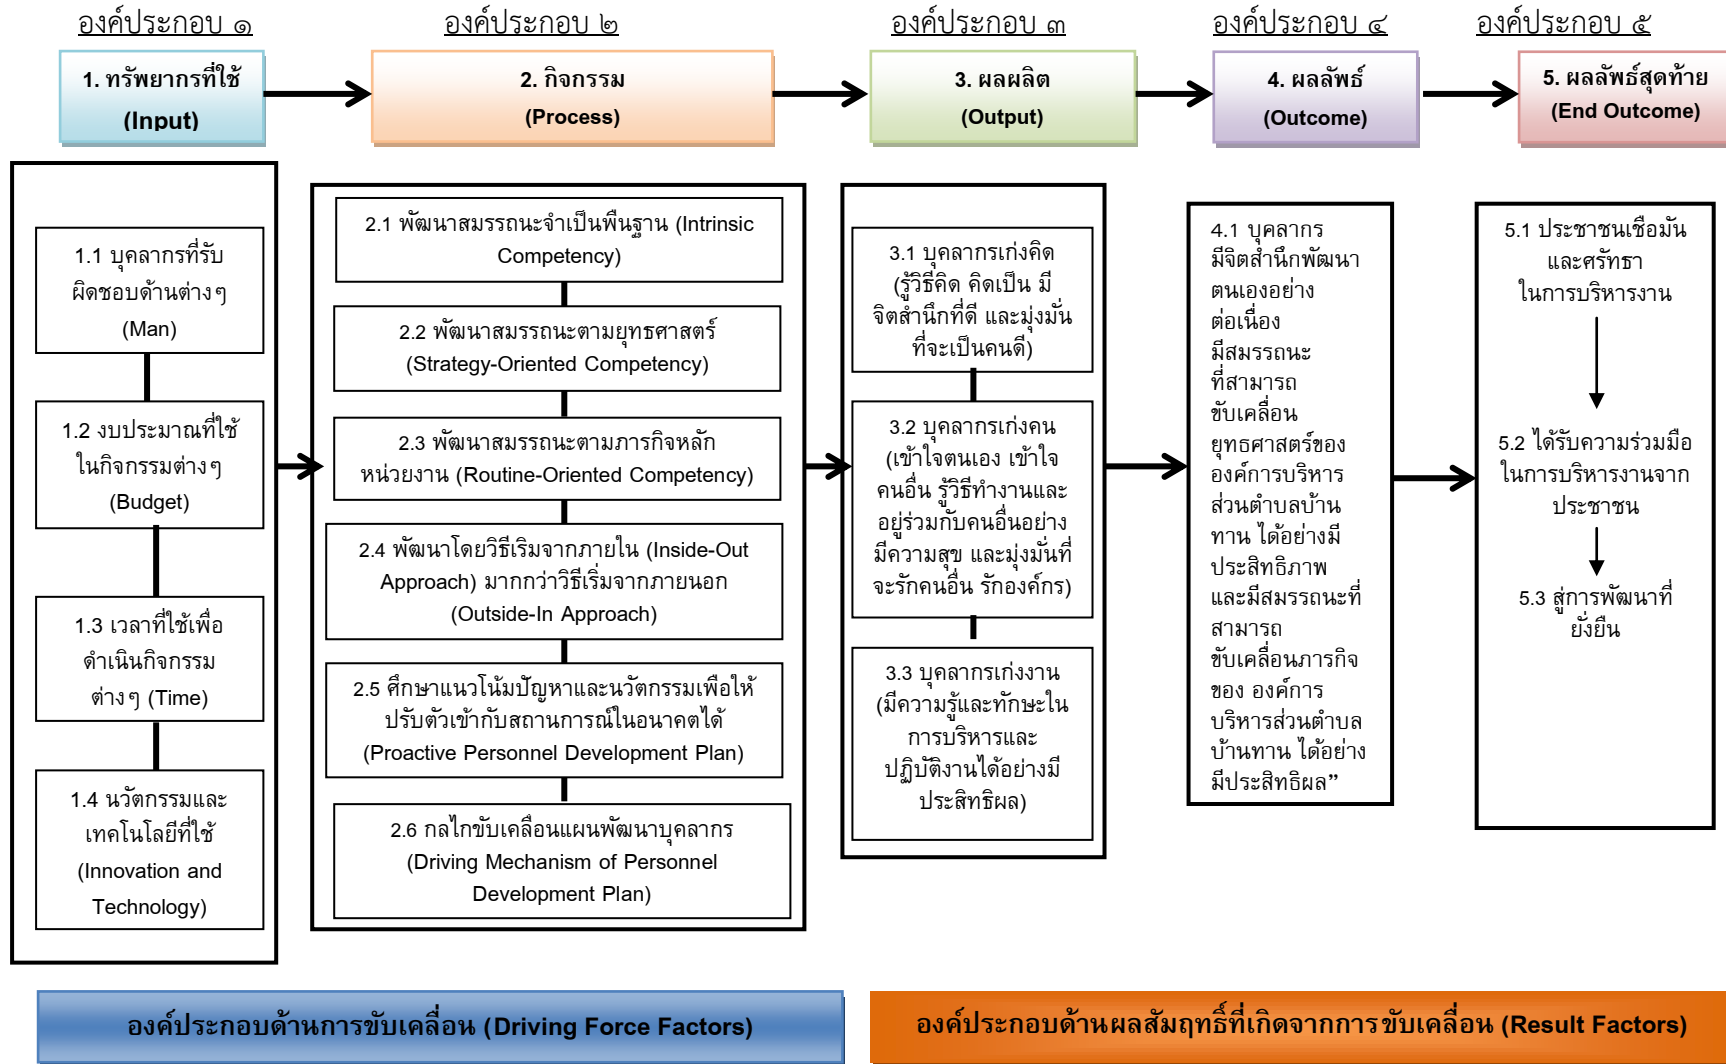 องค์ประกอบ ๑
องค์ประกอบ ๒
องค์ประกอบ ๓
องค์ประกอบ ๔
องค์ประกอบ ๕
1. ทรัพยากรที่ใช้
(Input)
2. กิจกรรม
(Process)
3. ผลผลิต
(Output)
4. ผลลัพธ์
(Outcome)
5. ผลลัพธ์สุดท้าย
(End Outcome)
1.1 บุคลากรที่รับ
ผิดชอบด้านต่างๆ
(Man)
1.2 งบประมาณที่ใช้
ในกิจกรรมต่างๆ
(Budget)
1.3 เวลาที่ใช้เพื่อ
ดำเนินกิจกรรม
ต่างๆ (Time)
1.4 นวัตกรรมและ
เทคโนโลยีที่ใช้
(Innovation and
Technology)
2.1 พัฒนาสมรรถนะจำเป็นพื้นฐาน (Intrinsic
Competency)
2.2 พัฒนาสมรรถนะตามยุทธศาสตร์
(Strategy-Oriented Competency)
2.3 พัฒนาสมรรถนะตามภารกิจหลัก
หน่วยงาน (Routine-Oriented Competency)
2.4 พัฒนาโดยวิธีเริ่มจากภายใน (Inside-Out
Approach) มากกว่าวิธีเริ่มจากภายนอก
(Outside-In Approach)
2.5 ศึกษาแนวโน้มปัญหาและนวัตกรรมเพื่อให้
ปรับตัวเข้ากับสถานการณ์ในอนาคตได้
(Proactive Personnel Development Plan)
2.6 กลไกขับเคลื่อนแผนพัฒนาบุคลากร
(Driving Mechanism of Personnel
Development Plan)
3.1 บุคลากรเก่งคิด
(รู้วิธีคิด คิดเป็น มี
จิตสำนึกที่ดี และมุ่งมั่น
ที่จะเป็นคนดี)
3.2 บุคลากรเก่งคน
(เข้าใจตนเอง เข้าใจ
คนอื่น รู้วิธีทำงานและ
อยู่ร่วมกับคนอื่นอย่าง
มีความสุข และมุ่งมั่นที่
จะรักคนอื่น รักองค์กร)
3.3 บุคลากรเก่งงาน
(มีความรู้และทักษะใน
การบริหารและ
ปฏิบัติงานได้อย่างมี
ประสิทธิผล)
4.1 บุคลากร
มีจิตสำนึกพัฒนา
ตนเองอย่าง
ต่อเนื่อง
มีสมรรถนะ
ที่สามารถ
ขับเคลื่อน
ยุทธศาสตร์ของ
องค์การบริหาร
ส่วนตำบลบ้าน
ทาน ได้อย่างมี
ประสิทธิภาพ
และมีสมรรถนะที่
สามารถ
ขับเคลื่อนภารกิจ
ของ องค์การ
บริหารส่วนตำบล
บ้านทาน ได้อย่าง
มีประสิทธิผล”
5.1 ประชาชนเชื่อมั่น
และศรัทธา
ในการบริหารงาน
5.2 ได้รับความร่วมมือ
ในการบริหารงานจาก
ประชาชน
5.3 สู่การพัฒนาที่
ยั่งยืน
องค์ประกอบด้านการขับเคลื่อน (Driving Force Factors)
องค์ประกอบด้านผลสัมฤทธิ์ที่เกิดจากการขับเคลื่อน (Result Factors)